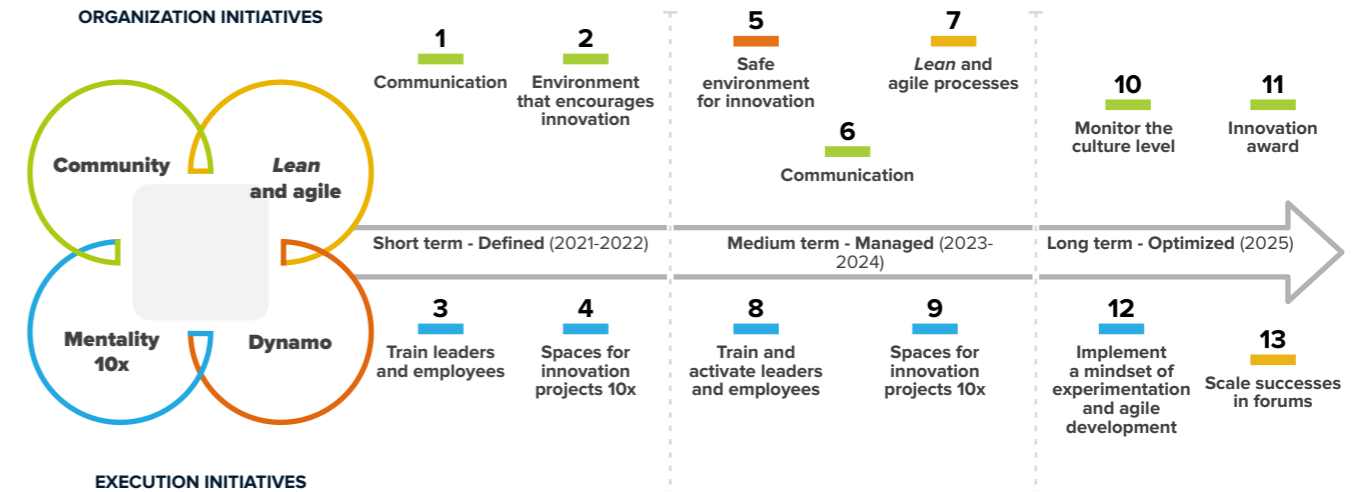 ORGANIZATION INITIATIVES
Community
Lean
and agile
Mentality
10x
Dynamo
EXECUTION INITIATIVES
1
Communication
2
Environment
that encourages
innovation
5
Safe
environment
for innovation
6
Communication
7
Lean and
agile processes
10
Monitor the
culture level
11
Innovation
award
Short term - Defined (2021-2022)
Medium term - Managed (2023-
2024)
Long term - Optimized (2025)
3
Train leaders
and employees
4
Spaces for
innovation
projects 10x
8
Train and
activate leaders
and employees
9
Spaces for
innovation
projects 10x
12
Implement
a mindset of
experimentation
and agile
development
13
Scale successes
in forums